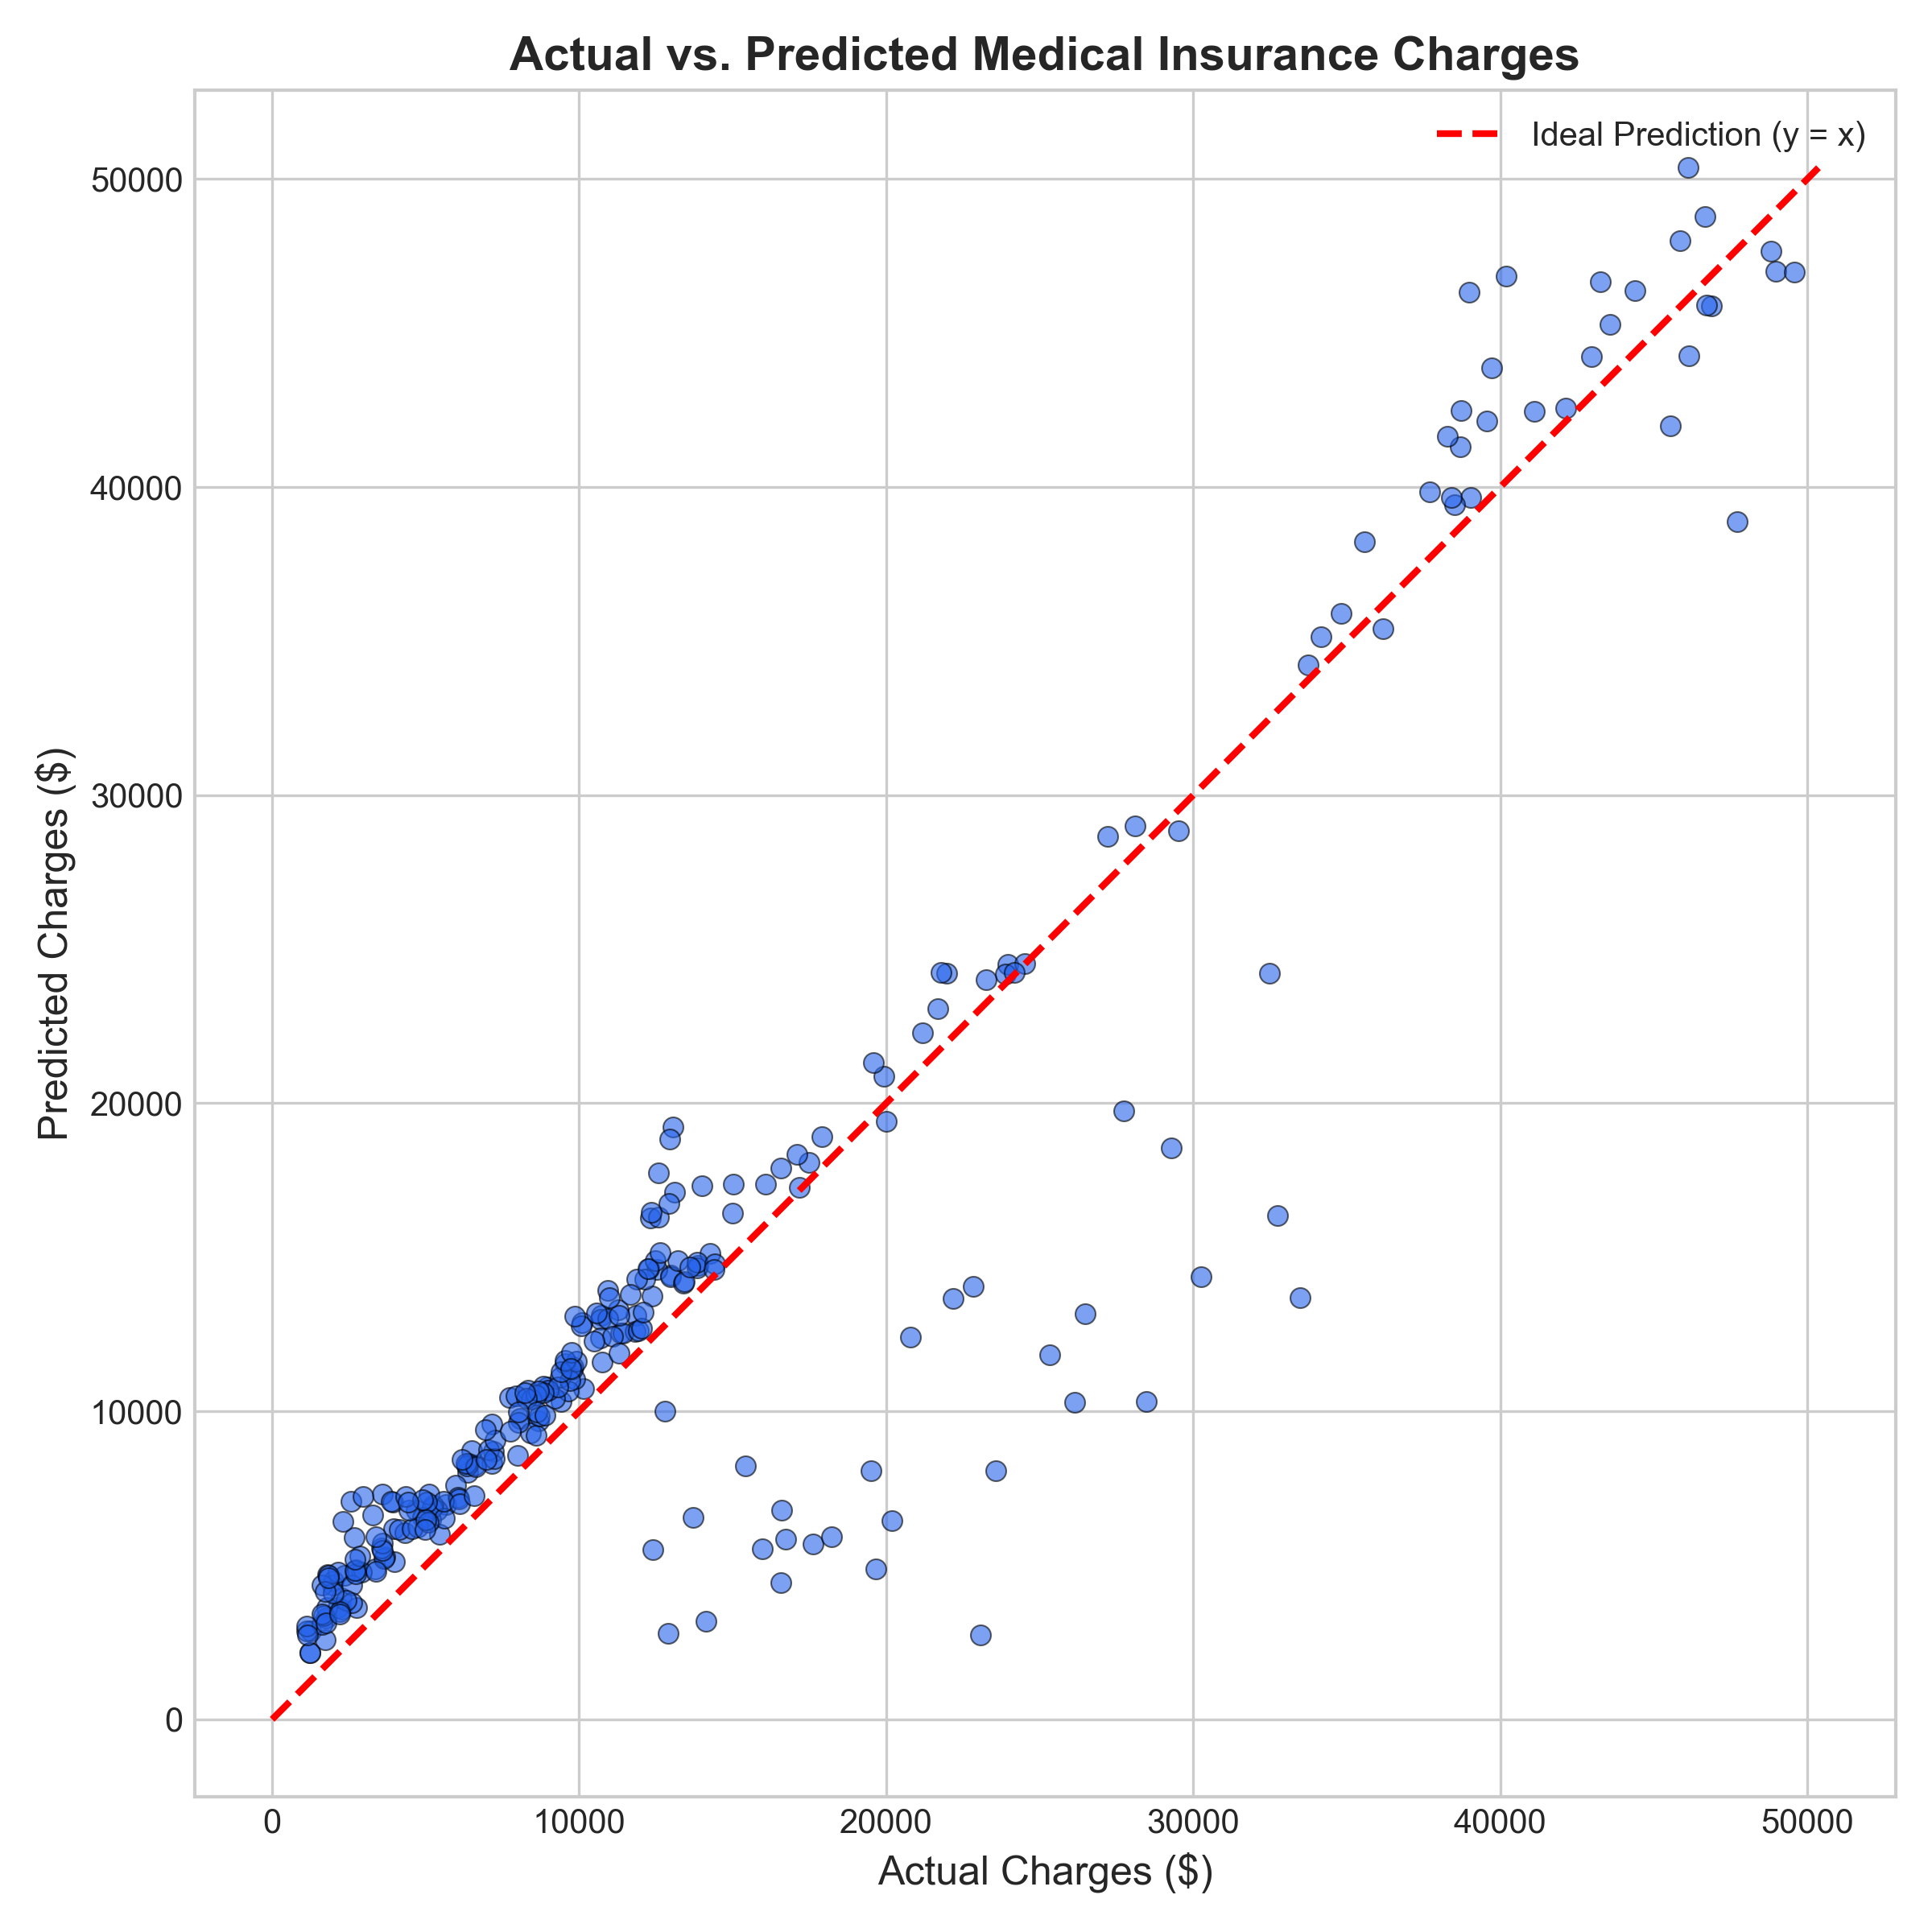 Actual vs. Predicted Medical Insurance Charges
Ideal Prediction (y = x)
50000
40000
30000
20000
10000
0
Predicted Charges ($)
0 10000 20000 30000 40000 50000
Actual Charges ($)